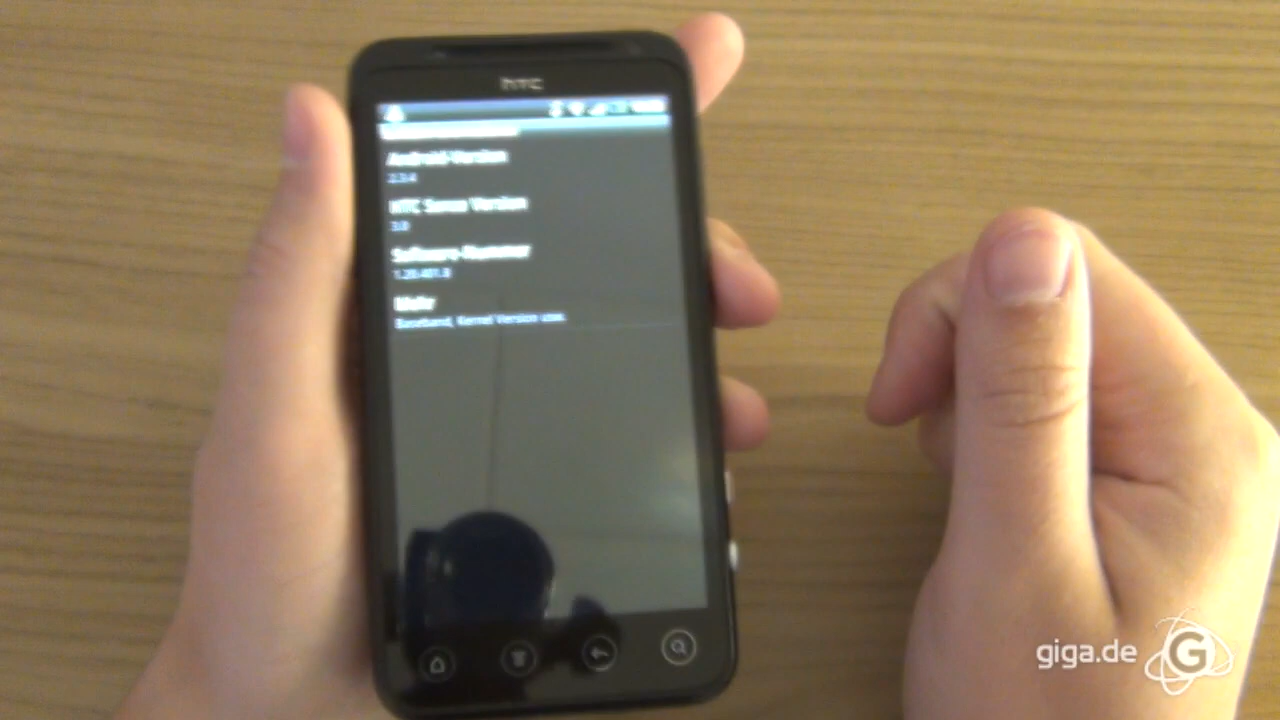 htc
Android-Version
2.3.4
HTC Sense Version
3.0
Software-Nummer
Mehr
Baseband, Kernel Version usw.
giga.de
G